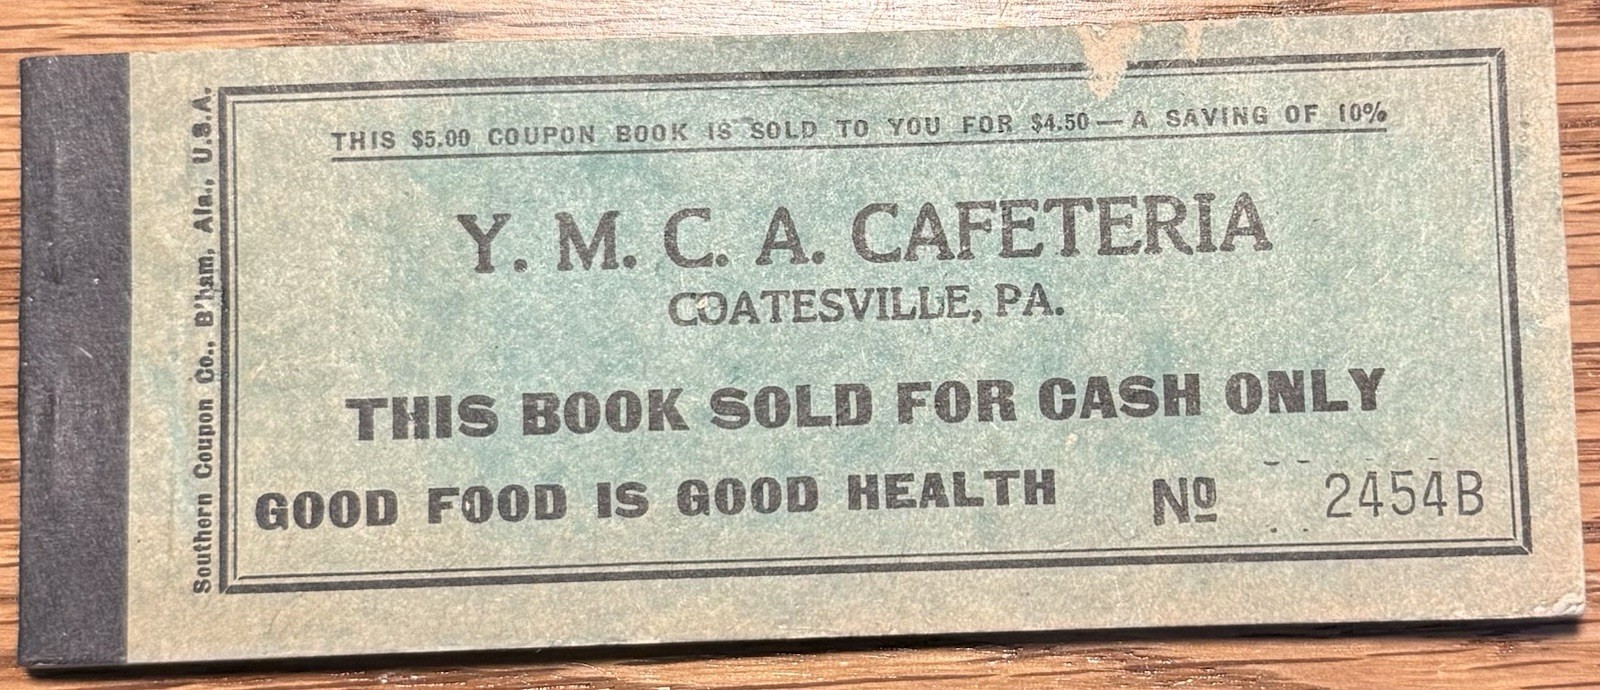 THIS $5.00 COUPON BOOK IS SOLD TO YOU FOR $4.50 — A SAVING OF 10%
Y. M. C. A. CAFETERIA
COATESVILLE, PA.
THIS BOOK SOLD FOR CASH ONLY
GOOD FOOD IS GOOD HEALTH Nº 2454B
Southern Coupon Co., B'ham, Ala., U.S.A.